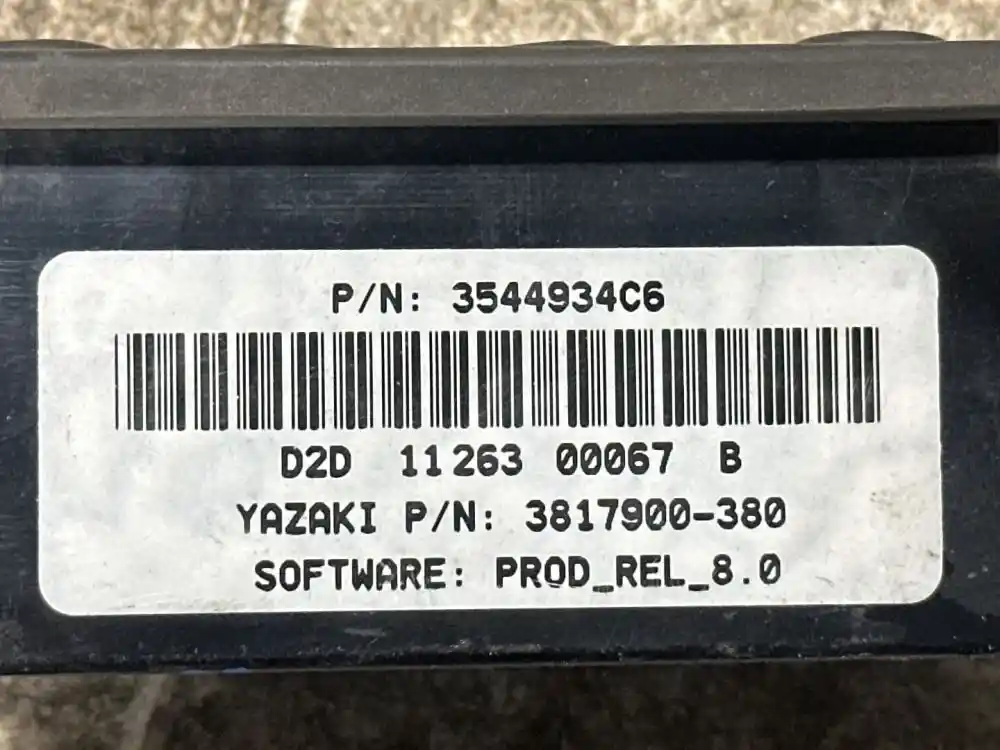 P/N: 3544934C6
D2D 11263 00067 B
YAZAKI P/N: 3817900-380
SOFTWARE: PROD_REL_8.0